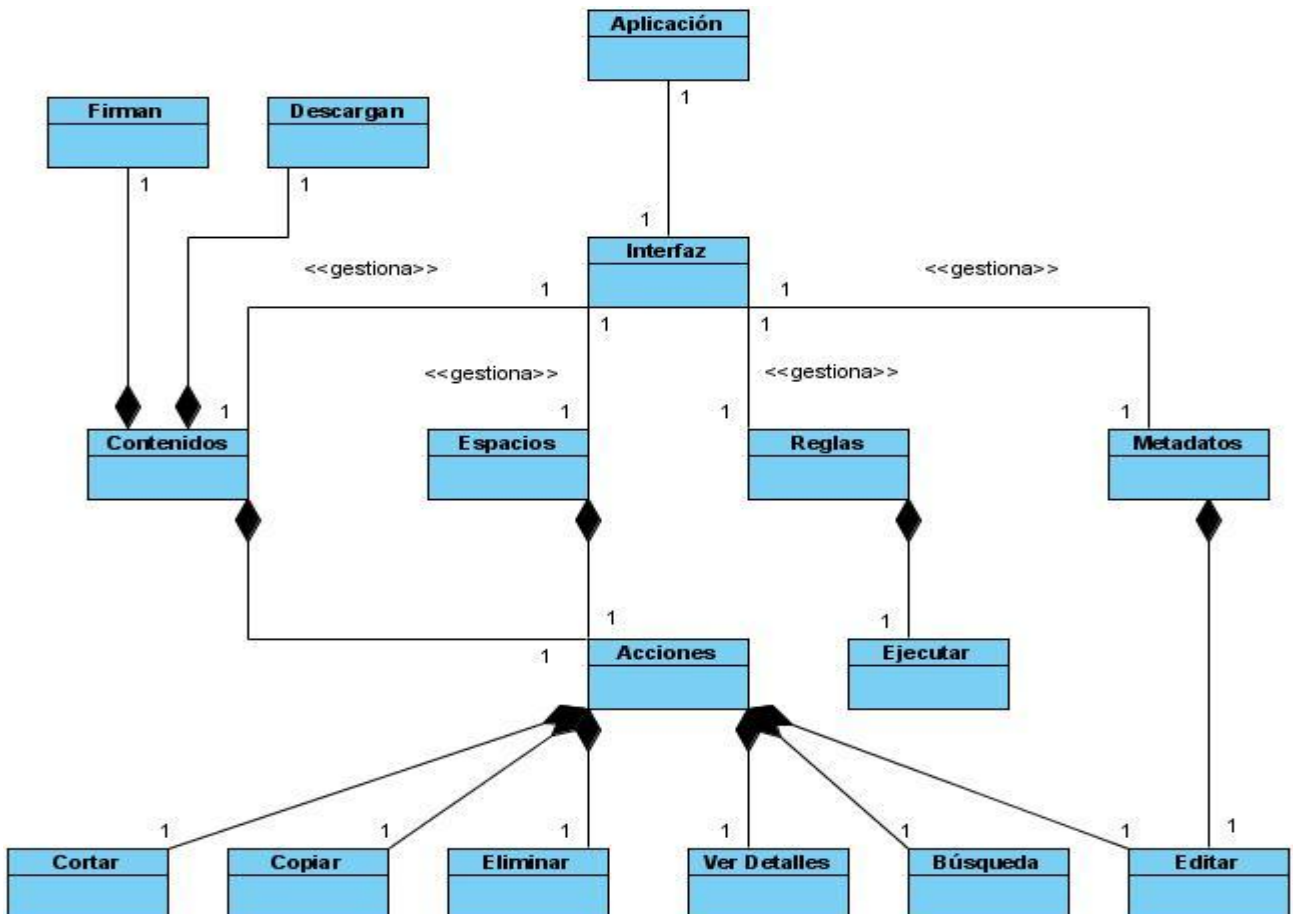 Aplicación
1
Firman
Descargan
1
1
1
Interfaz
<<gestiona>>
<<gestiona>>
1
1
1
1
<<gestiona>>
<<gestiona>>
1
1
1
1
Contenidos
Espacios
Reglas
Metadatos
1
1
1
Acciones
Ejecutar
1
1
1
1
1
1
1
Cortar
Copiar
Eliminar
Ver Detalles
Búsqueda
Editar